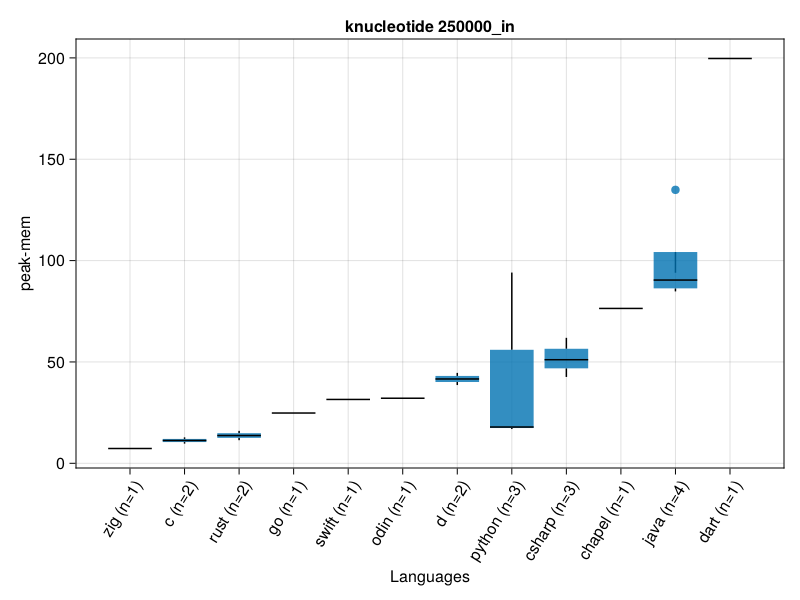 knucleotide 250000_in
200
150
100
50
0
peak-mem
zig (n=1)
c (n=2)
rust (n=2)
go (n=1)
swift (n=1)
odin (n=1)
d (n=2)
python (n=3)
csharp (n=3)
chapel (n=1)
java (n=4)
dart (n=1)
Languages